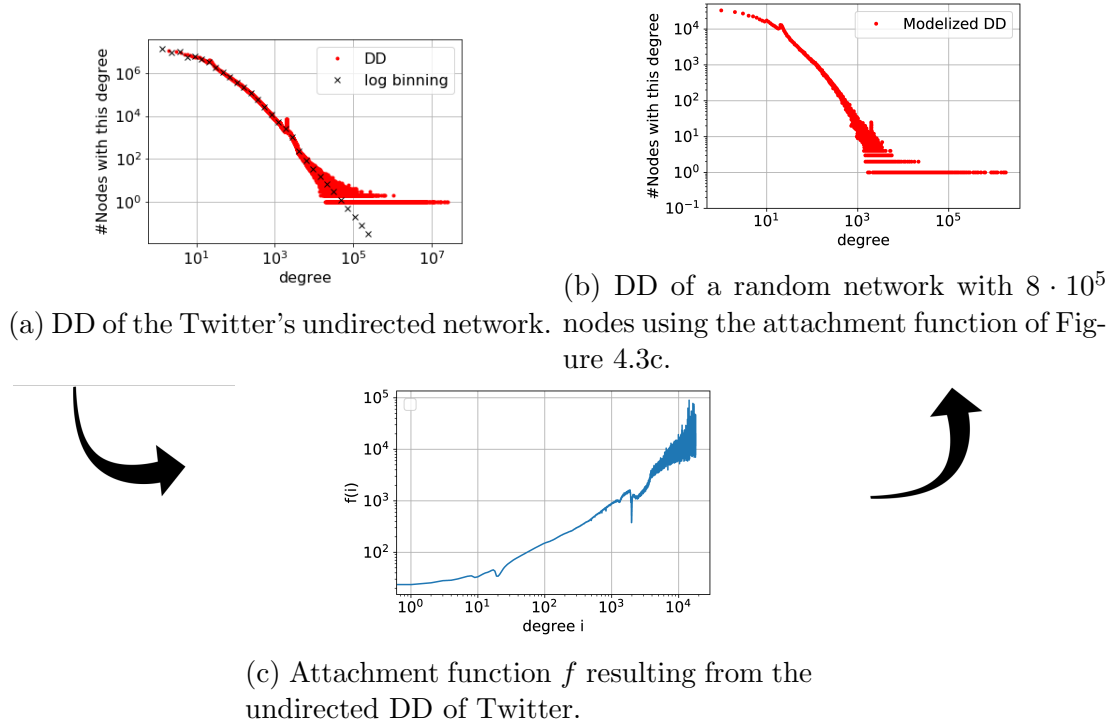 #Nodes with this degree
10^6
10^4
10^2
10^0
10^1
10^3
10^5
10^7
degree
DD
log binning
(a) DD of the Twitter's undirected network.
#Nodes with this degree
10^4
10^3
10^2
10^1
10^0
10^−1
10^1
10^3
10^5
degree
Modelized DD
(b) DD of a random network with 8 · 10^5
nodes using the attachment function of Fig-
ure 4.3c.
f(i)
10^5
10^4
10^3
10^2
10^0
10^1
10^2
10^3
10^4
degree i
(c) Attachment function f resulting from the
undirected DD of Twitter.